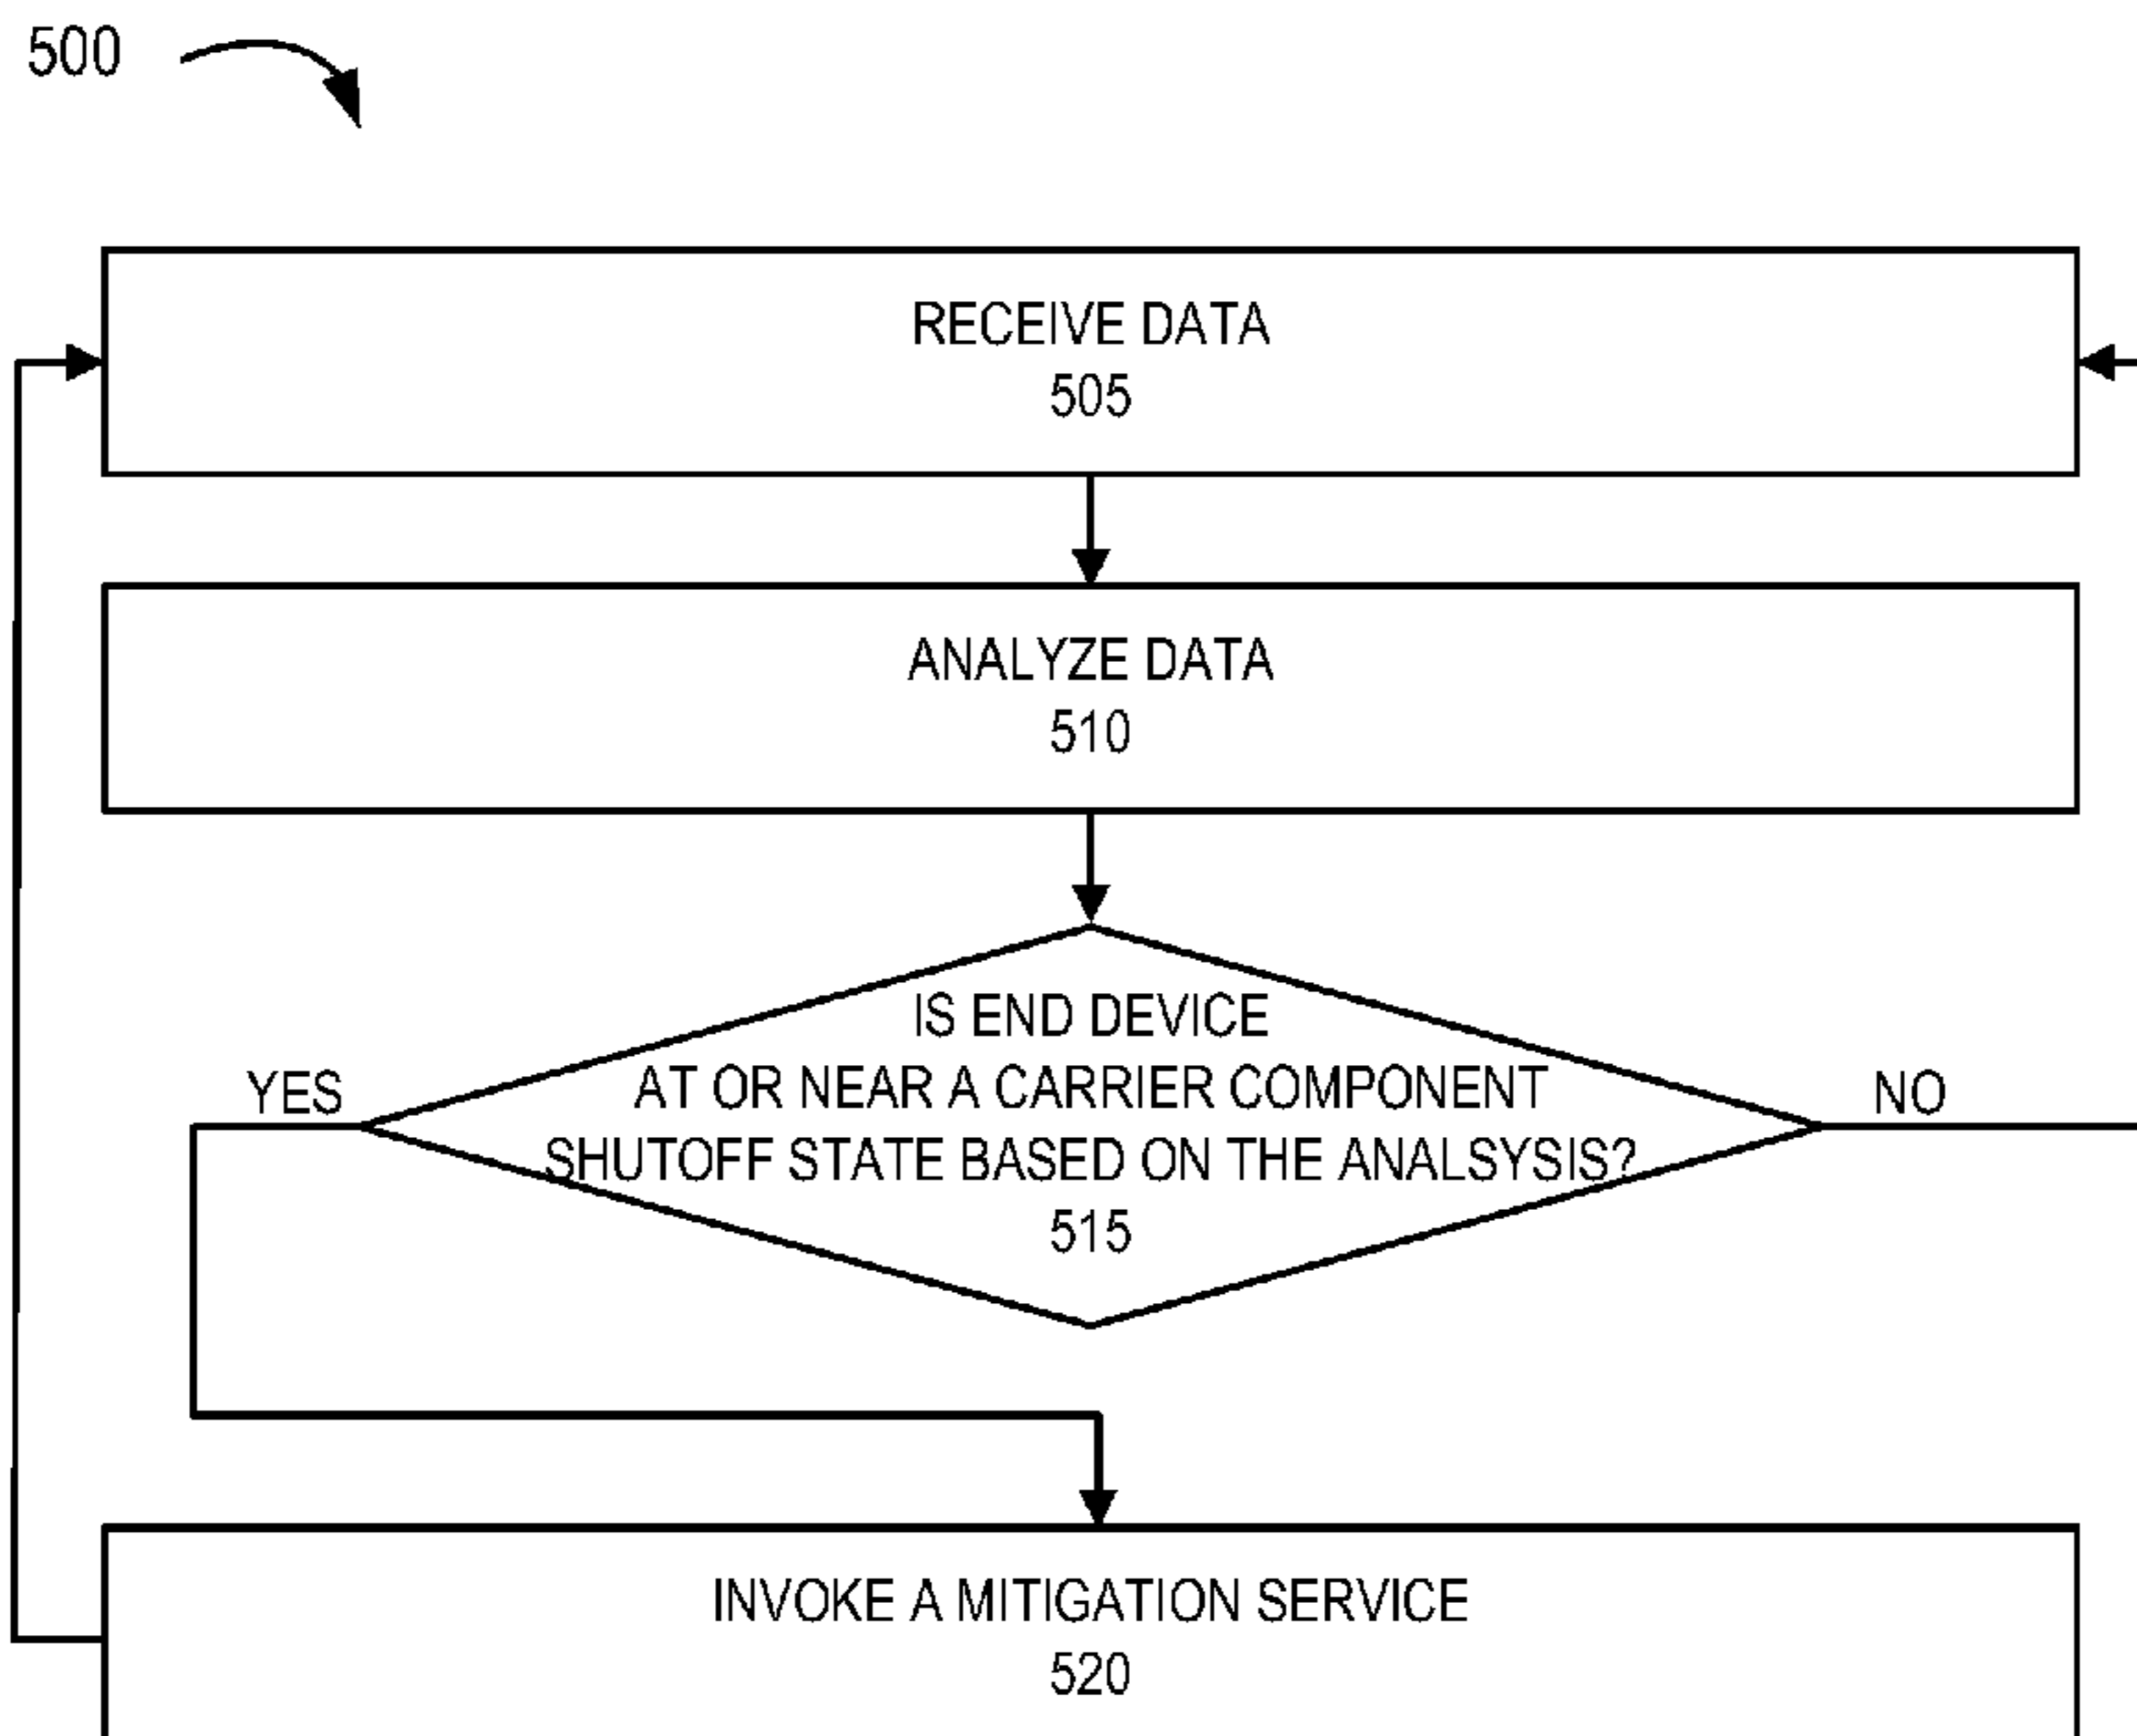 500
RECEIVE DATA
505
ANALYZE DATA
510
IS END DEVICE
AT OR NEAR A CARRIER COMPONENT
SHUTOFF STATE BASED ON THE ANALSYSIS?
515
YES
NO
INVOKE A MITIGATION SERVICE
520